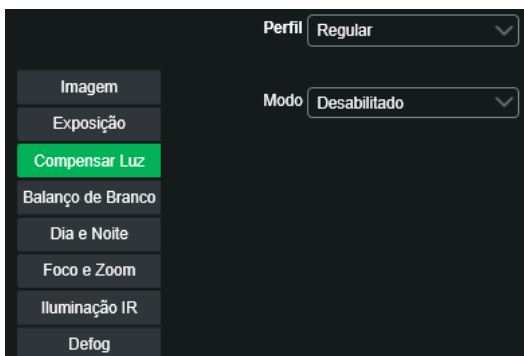 Perfil Regular
Imagem
Modo Desabilitado
Exposição
Compensar Luz
Balanço de Branco
Dia e Noite
Foco e Zoom
Iluminação IR
Defog